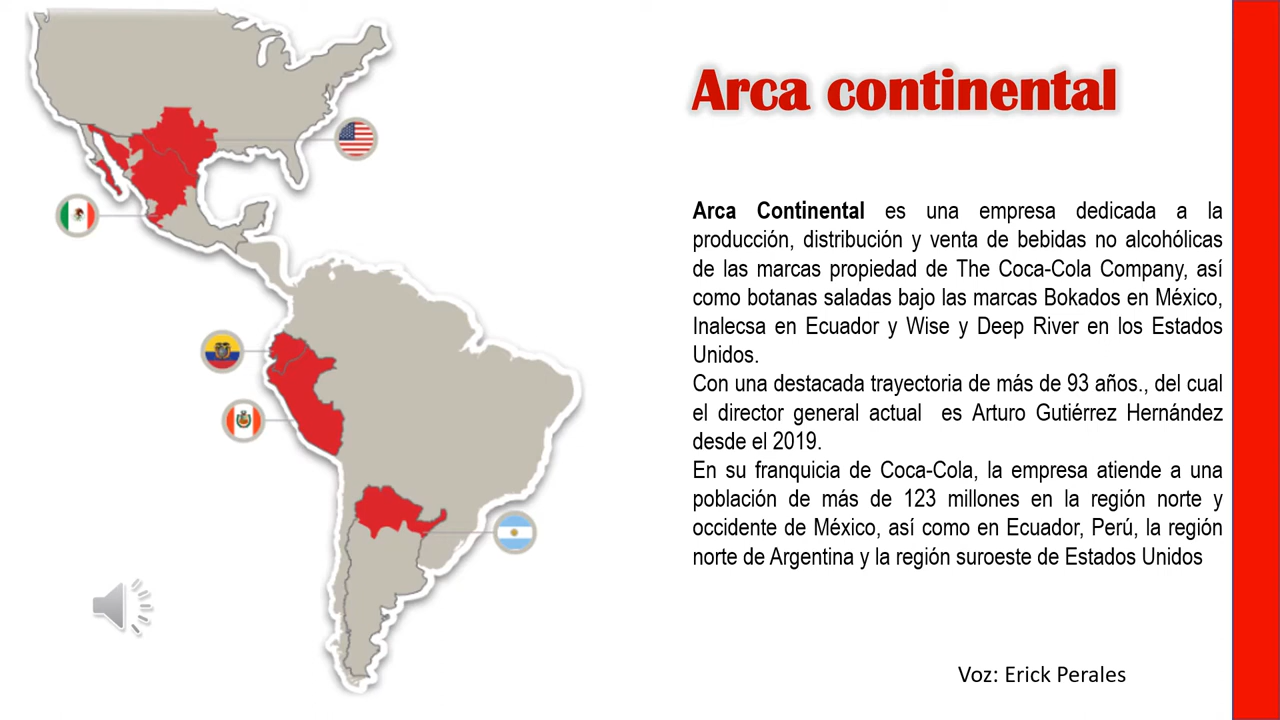 Arca continental
Arca Continental es una empresa dedicada a la
producción, distribución y venta de bebidas no alcohólicas
de las marcas propiedad de The Coca-Cola Company, así
como botanas saladas bajo las marcas Bokados en México,
Inalecsa en Ecuador y Wise y Deep River en los Estados
Unidos.
Con una destacada trayectoria de más de 93 años., del cual
el director general actual es Arturo Gutiérrez Hernández
desde el 2019.
En su franquicia de Coca-Cola, la empresa atiende a una
población de más de 123 millones en la región norte y
occidente de México, así como en Ecuador, Perú, la región
norte de Argentina y la región suroeste de Estados Unidos
Voz: Erick Perales